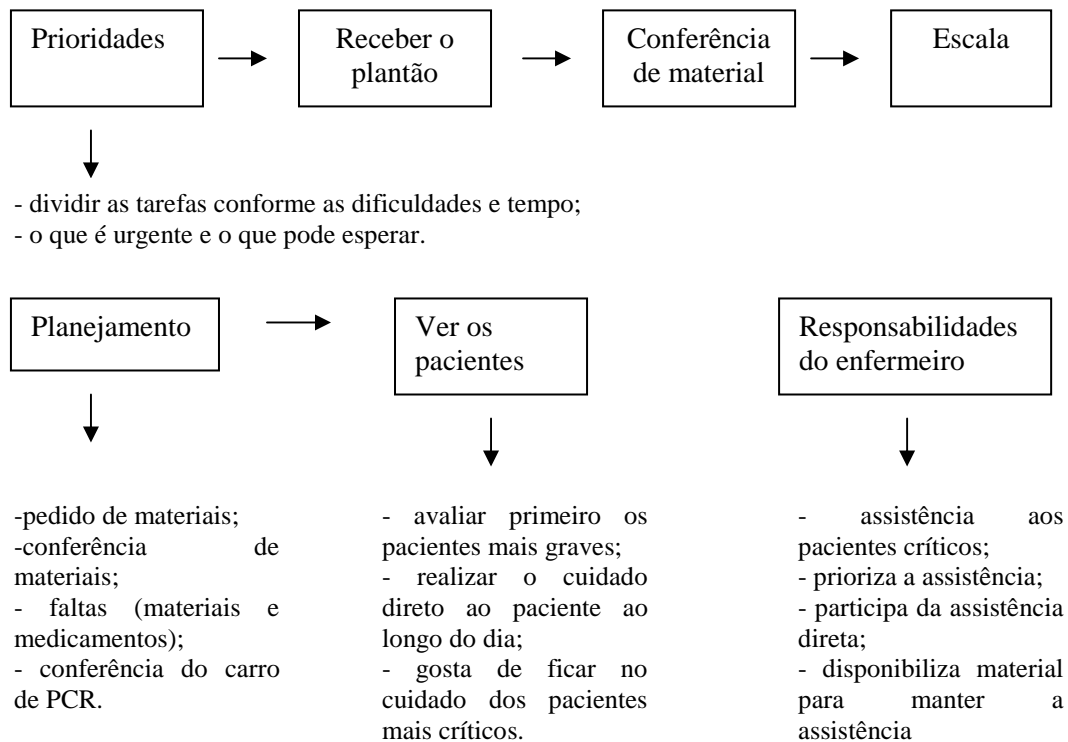 Prioridades
Receber o
plantão
Conferência
de material
Escala
- dividir as tarefas conforme as dificuldades e tempo;
- o que é urgente e o que pode esperar.
Planejamento
Ver os
pacientes
Responsabilidades
do enfermeiro
-pedido de materiais;
-conferência de
materiais;
- faltas (materiais e
medicamentos);
- conferência do carro
de PCR.
- avaliar primeiro os
pacientes mais graves;
- realizar o cuidado
direto ao paciente ao
longo do dia;
- gosta de ficar no
cuidado dos pacientes
mais críticos.
- assistência aos
pacientes críticos;
- prioriza a assistência;
- participa da assistência
direta;
- disponibiliza material
para manter a
assistência